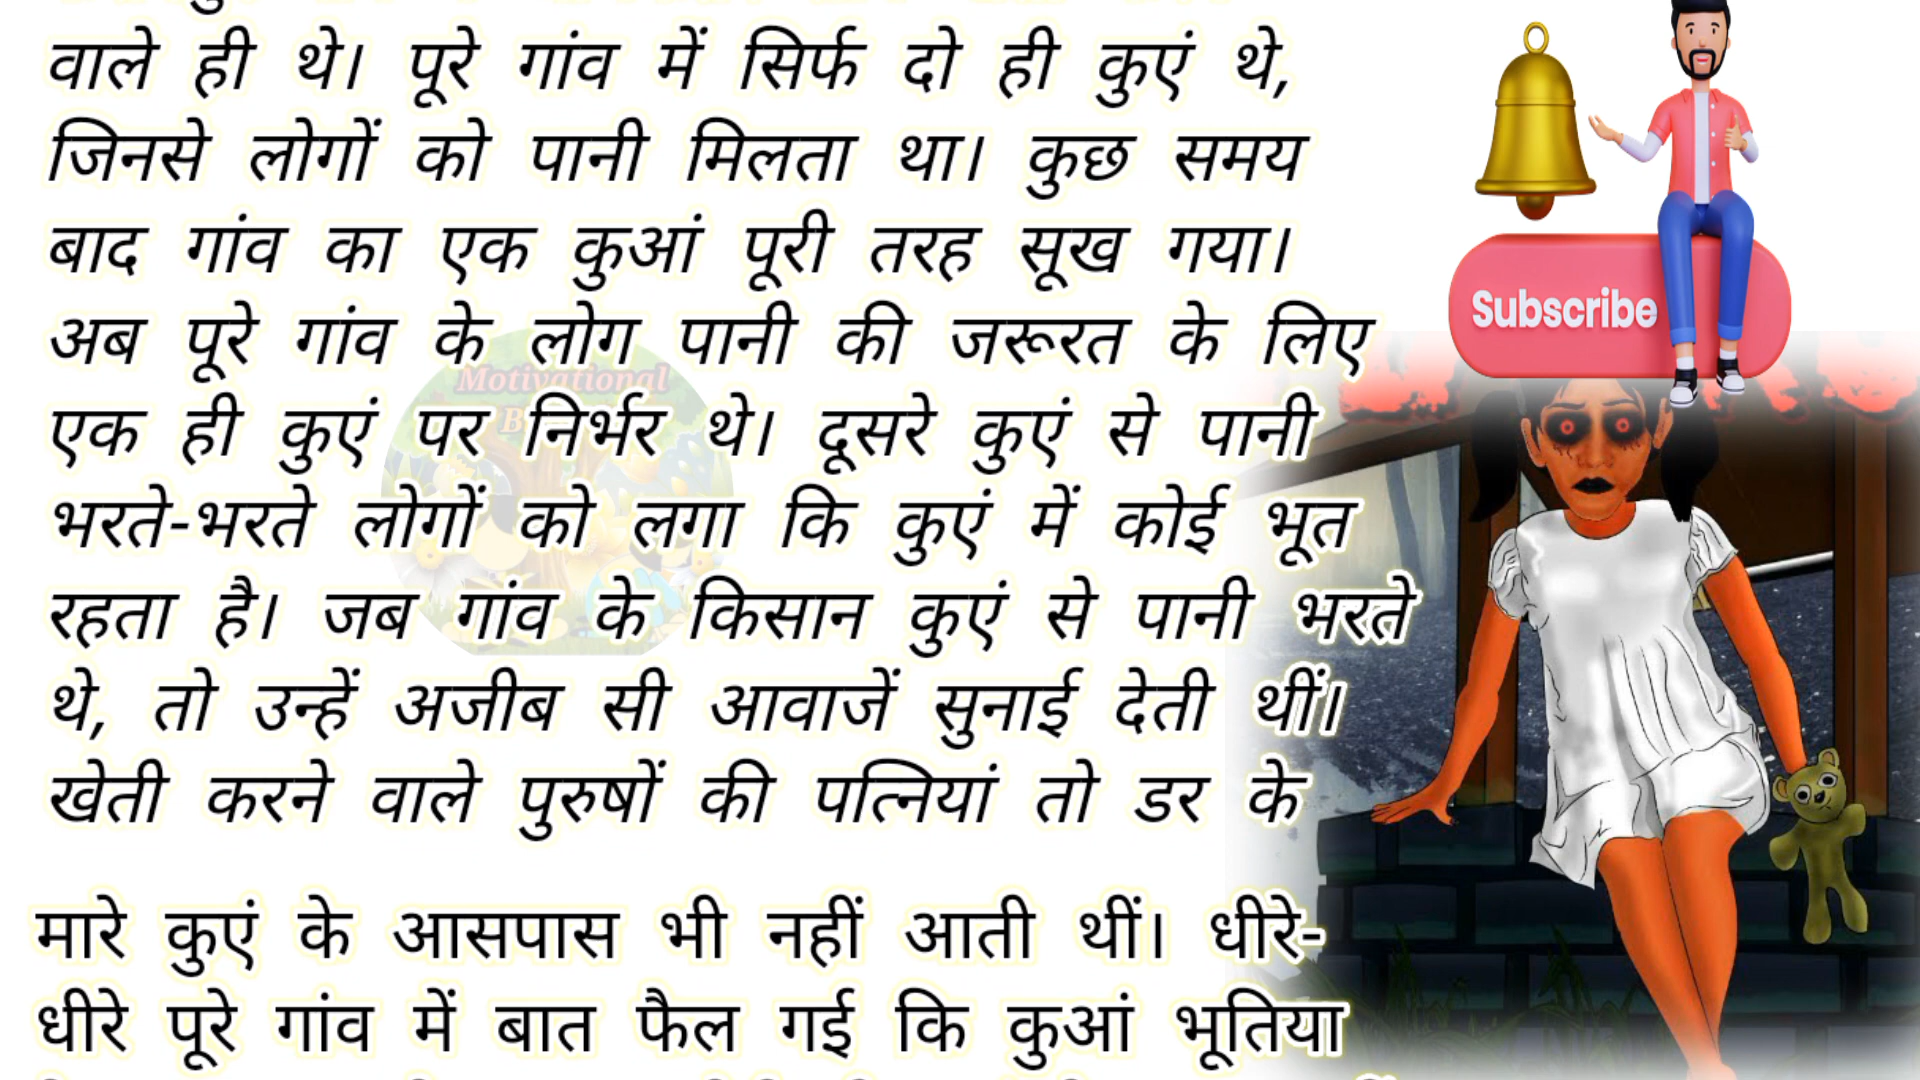 वाले ही थे। पूरे गांव में सिर्फ दो ही कुएं थे,
जिनसे लोगों को पानी मिलता था। कुछ समय
बाद गांव का एक कुआं पूरी तरह सूख गया।
अब पूरे गांव के लोग पानी की जरूरत के लिए
एक ही कुएं पर निर्भर थे। दूसरे कुएं से पानी
भरते-भरते लोगों को लगा कि कुएं में कोई भूत
रहता है। जब गांव के किसान कुएं से पानी भरते
थे, तो उन्हें अजीब सी आवाजें सुनाई देती थीं।
खेती करने वाले पुरुषों की पत्नियां तो डर के
मारे कुएं के आसपास भी नहीं आती थीं। धीरे-
धीरे पूरे गांव में बात फैल गई कि कुआं भूतिया
Subscribe
Motivational